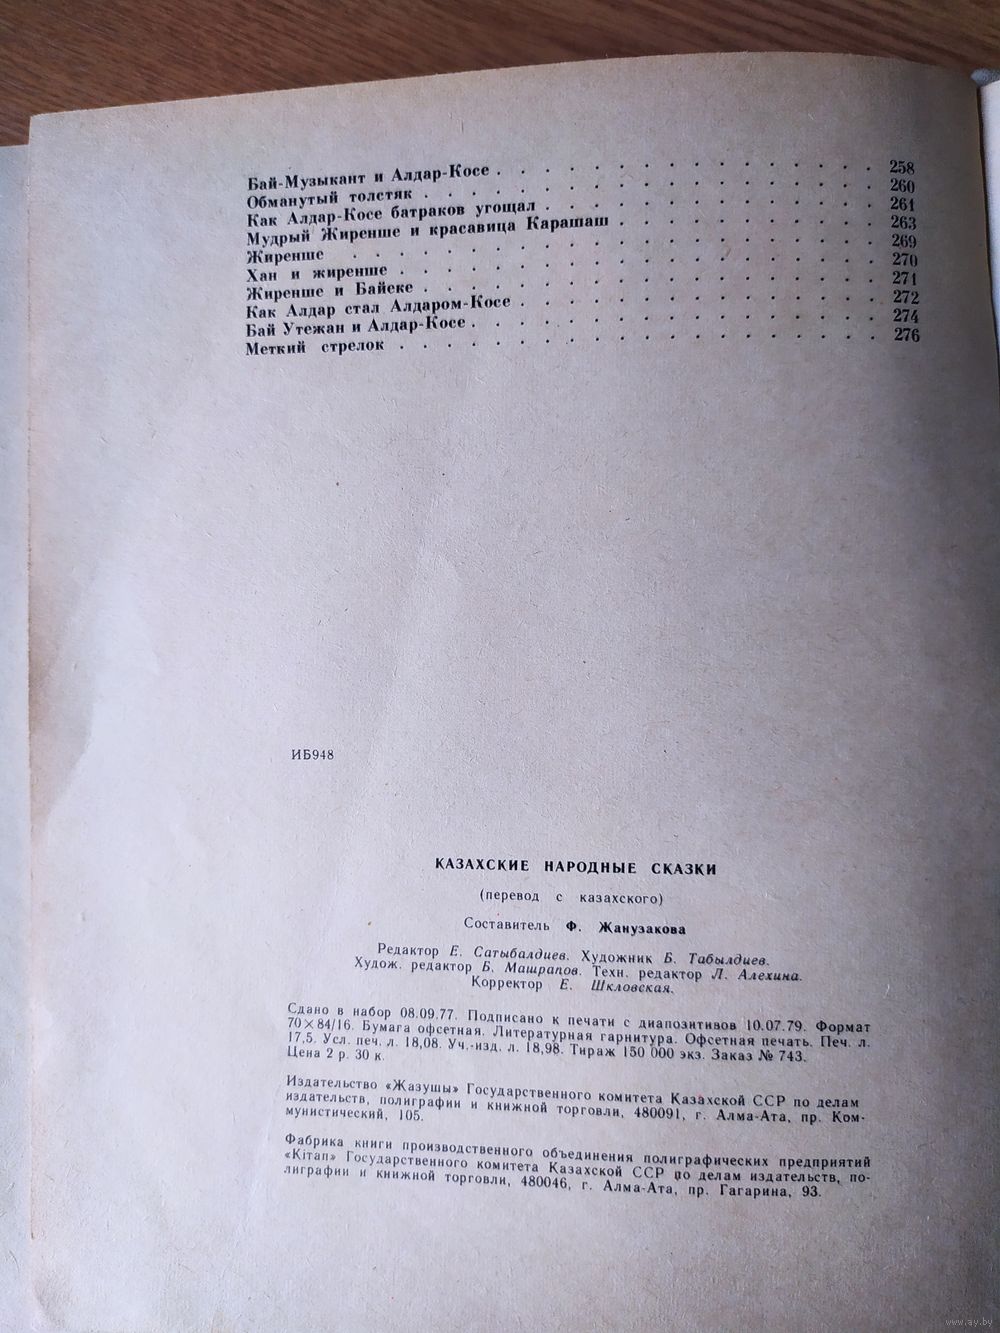 Бай-Музыкант и Алдар-Косе . . . . . . . . . . . . . . . . 258
Обманутый толстяк . . . . . . . . . . . . . . . . . . . 260
Как Алдар-Косе батраков угощал . . . . . . . . . . . . . . 261
Мудрый Жиренше и красавица Карашаш . . . . . . . . . . . 263
Жиренше . . . . . . . . . . . . . . . . . . . . . . 269
Хан и жиренше . . . . . . . . . . . . . . . . . . . . 270
Жиренше и Байеке . . . . . . . . . . . . . . . . . . . 271
Как Алдар стал Алдаром-Косе . . . . . . . . . . . . . . . 272
Бай Утежан и Алдар-Косе . . . . . . . . . . . . . . . . . 274
Меткий стрелок . . . . . . . . . . . . . . . . . . . . 276
ИБ948
КАЗАХСКИЕ НАРОДНЫЕ СКАЗКИ
(перевод с казахского)
Составитель Ф. Жанузакова
Редактор Е. Сатыбалдиев. Художник Б. Табылдиев.
Худож. редактор Б. Машрапов. Техн. редактор Л. Алехина.
Корректор Е. Шкловская.
Сдано в набор 08.09.77. Подписано к печати с диапозитивов 10.07.79. Формат
70×84/16. Бумага офсетная. Литературная гарнитура. Офсетная печать. Печ. л.
17,5. Усл. печ. л. 18,08. Уч.-изд. л. 18,98. Тираж 150 000 экз. Заказ № 743.
Цена 2 р. 30 к.
Издательство «Жазушы» Государственного комитета Казахской ССР по делам
издательств, полиграфии и книжной торговли, 480091, г. Алма-Ата, пр. Ком-
мунистический, 105.
Фабрика книги производственного объединения полиграфических предприятий
«Кітап» Государственного комитета Казахской ССР по делам издательств, по-
лиграфии и книжной торговли, 480046, г. Алма-Ата, пр. Гагарина, 93.
www.ay.by